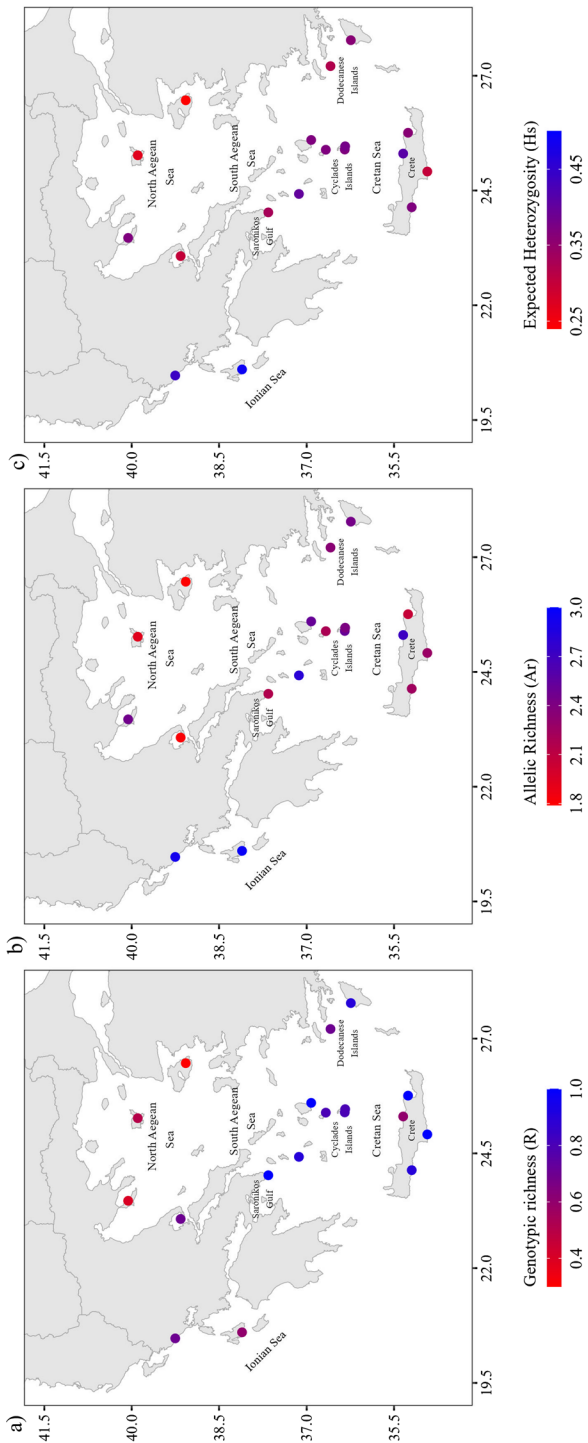 a)
41.5
40.0
38.5
37.0
35.5
19.5
22.0
24.5
27.0
North Aegean
Sea
South Aegean
Sea
Saronikos
Gulf
Ionian Sea
Cyclades
Islands
Dodecanese
Islands
Cretan Sea
Crete
Genotypic richness (R)
0.4
0.6
0.8
1.0
b)
41.5
40.0
38.5
37.0
35.5
19.5
22.0
24.5
27.0
North Aegean
Sea
South Aegean
Sea
Saronikos
Gulf
Ionian Sea
Cyclades
Islands
Dodecanese
Islands
Cretan Sea
Crete
Allelic Richness (Ar)
1.8
2.1
2.4
2.7
3.0
c)
41.5
40.0
38.5
37.0
35.5
19.5
22.0
24.5
27.0
North Aegean
Sea
South Aegean
Sea
Saronikos
Gulf
Ionian Sea
Cyclades
Islands
Dodecanese
Islands
Cretan Sea
Crete
Expected Heterozygosity (Hs)
0.25
0.35
0.45